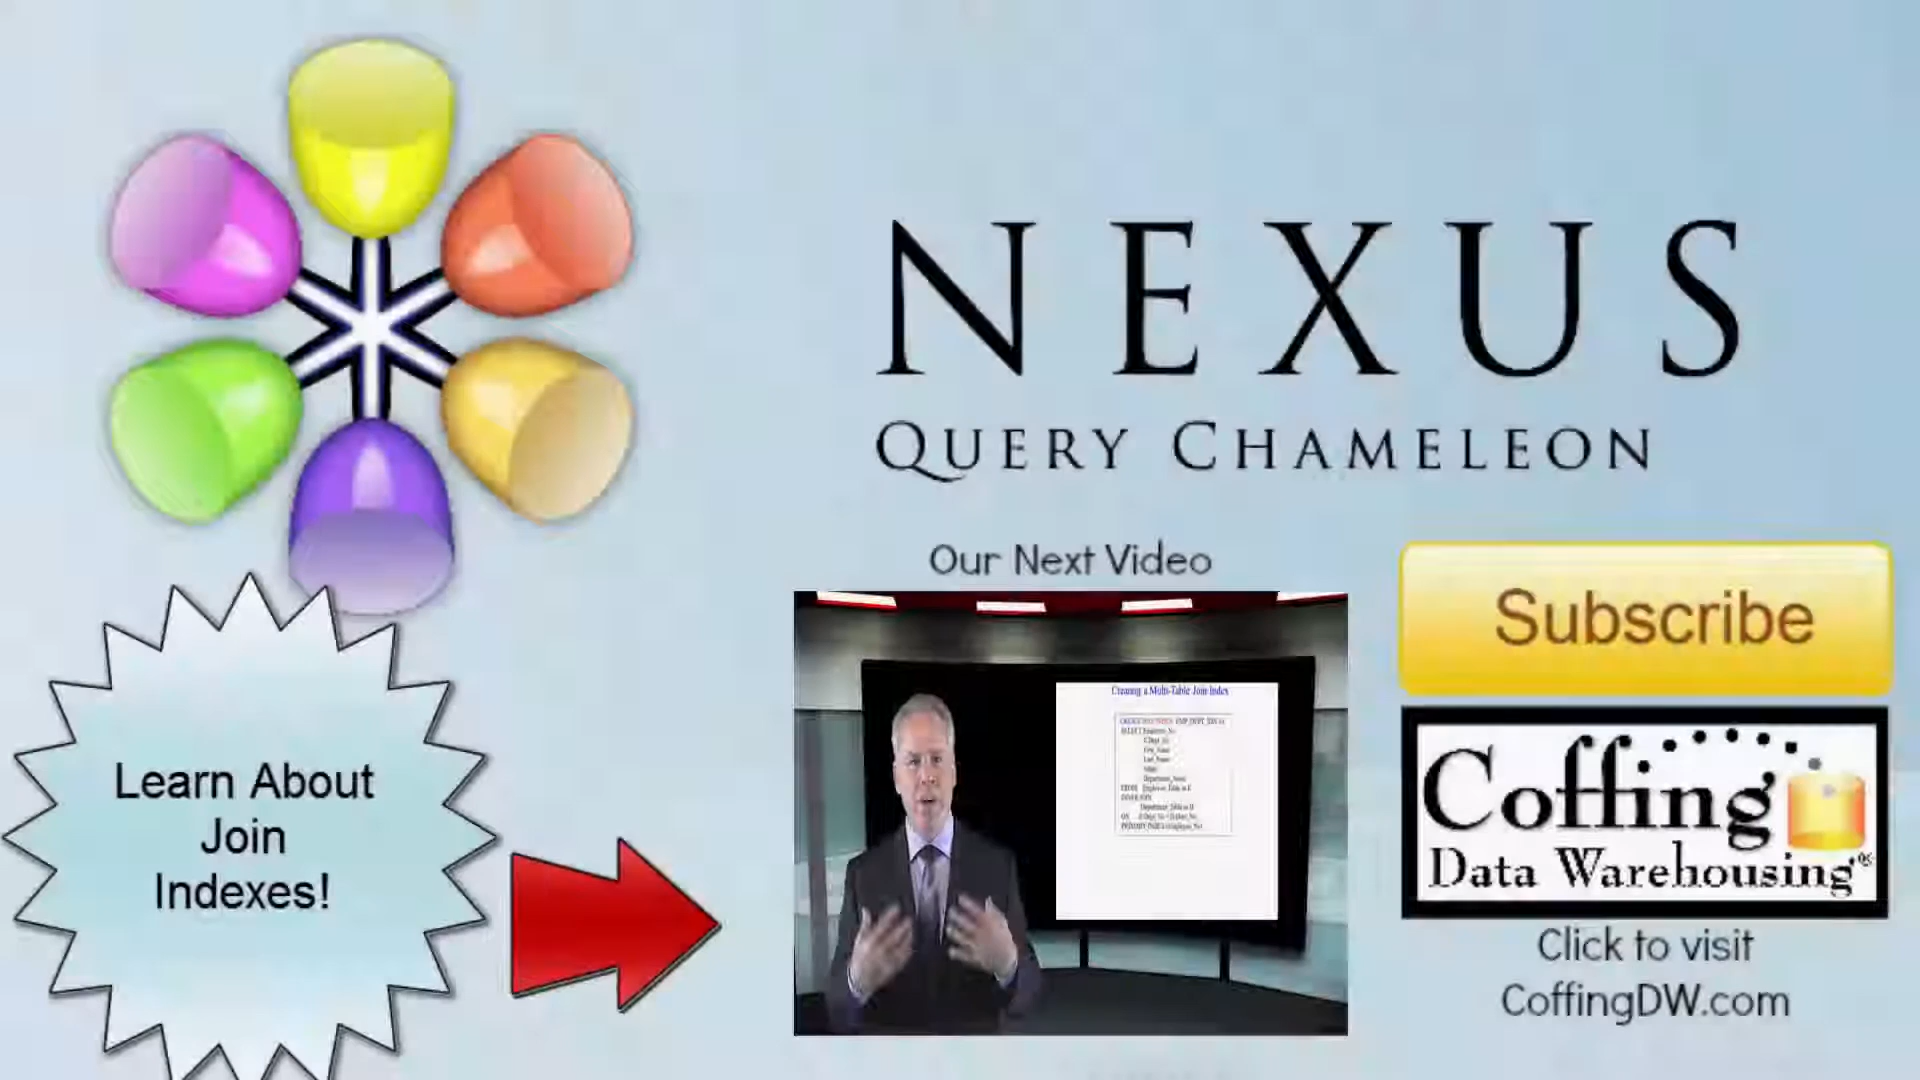 NEXUS
QUERY CHAMELEON
Our Next Video
Subscribe
Creating a Multi-Table Join Index
Learn About
Join
Indexes!
Coffing
Data Warehousing®
Click to visit
CoffingDW.com